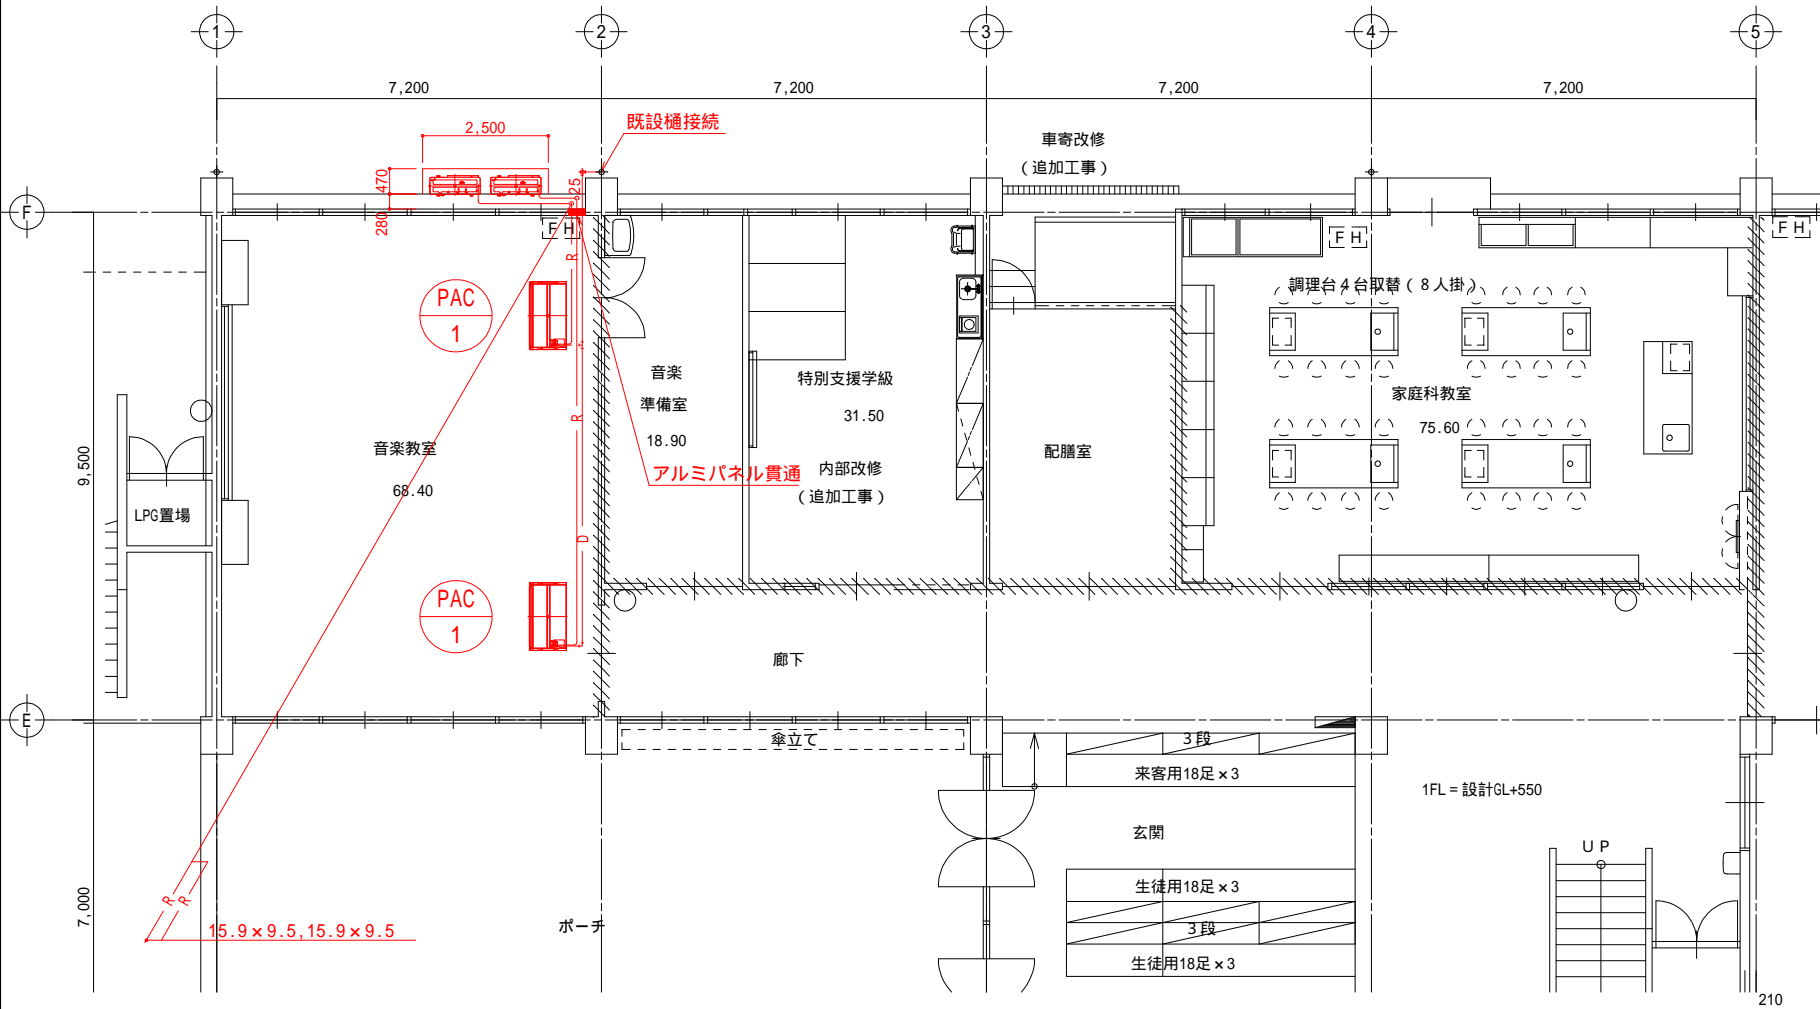 1
2
3
4
5
7,200
7,200
7,200
7,200
2,500
既設樋接続
車寄改修
（追加工事）
470
25
280
F
FH
FH
FH
R
PAC
1
調理台４台取替（８人掛）
音楽
準備室
18.90
特別支援学級
31.50
家庭科教室
75.60
R
9,500
音楽教室
68.40
配膳室
内部改修
（追加工事）
アルミパネル貫通
LPG置場
D
PAC
1
廊下
E
傘立て
３段
来客用18足×3
1FL＝設計GL+550
玄関
UP
7,000
R
R
15.9×9.5,15.9×9.5
ポーチ
生徒用18足×3
３段
生徒用18足×3
210